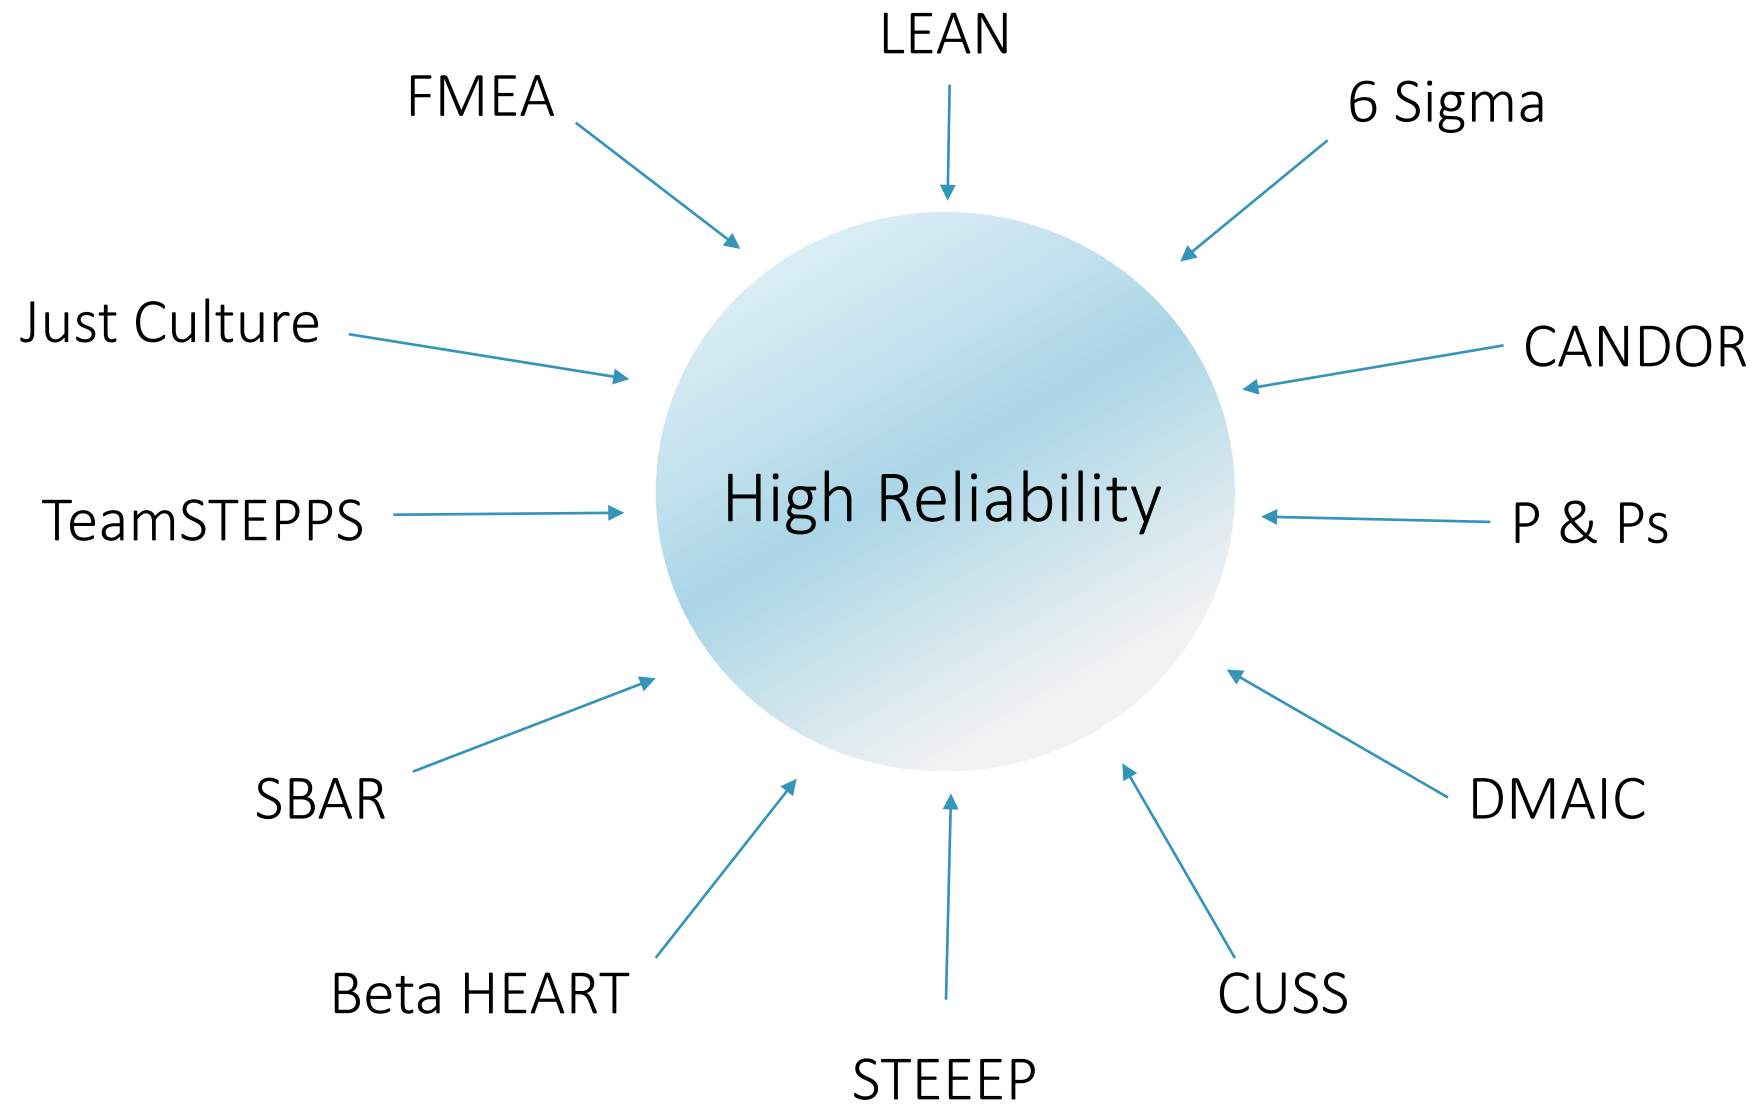 LEAN
FMEA
6 Sigma
Just Culture
CANDOR
High Reliability
TeamSTEPPS
P & Ps
SBAR
DMAIC
Beta HEART
CUSS
STEEEP